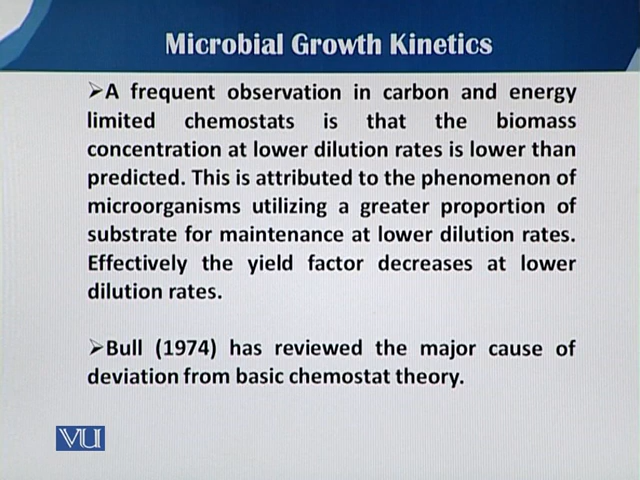 Microbial Growth Kinetics
➢A frequent observation in carbon and energy
limited chemostats is that the biomass
concentration at lower dilution rates is lower than
predicted. This is attributed to the phenomenon of
microorganisms utilizing a greater proportion of
substrate for maintenance at lower dilution rates.
Effectively the yield factor decreases at lower
dilution rates.
➢Bull (1974) has reviewed the major cause of
deviation from basic chemostat theory.
VU